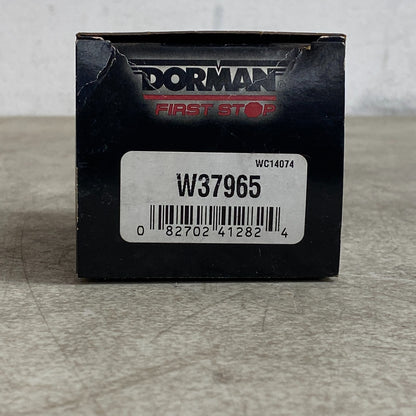 DORMAN
FIRST STOP
WC14074
W37965
0 82702 41282 4